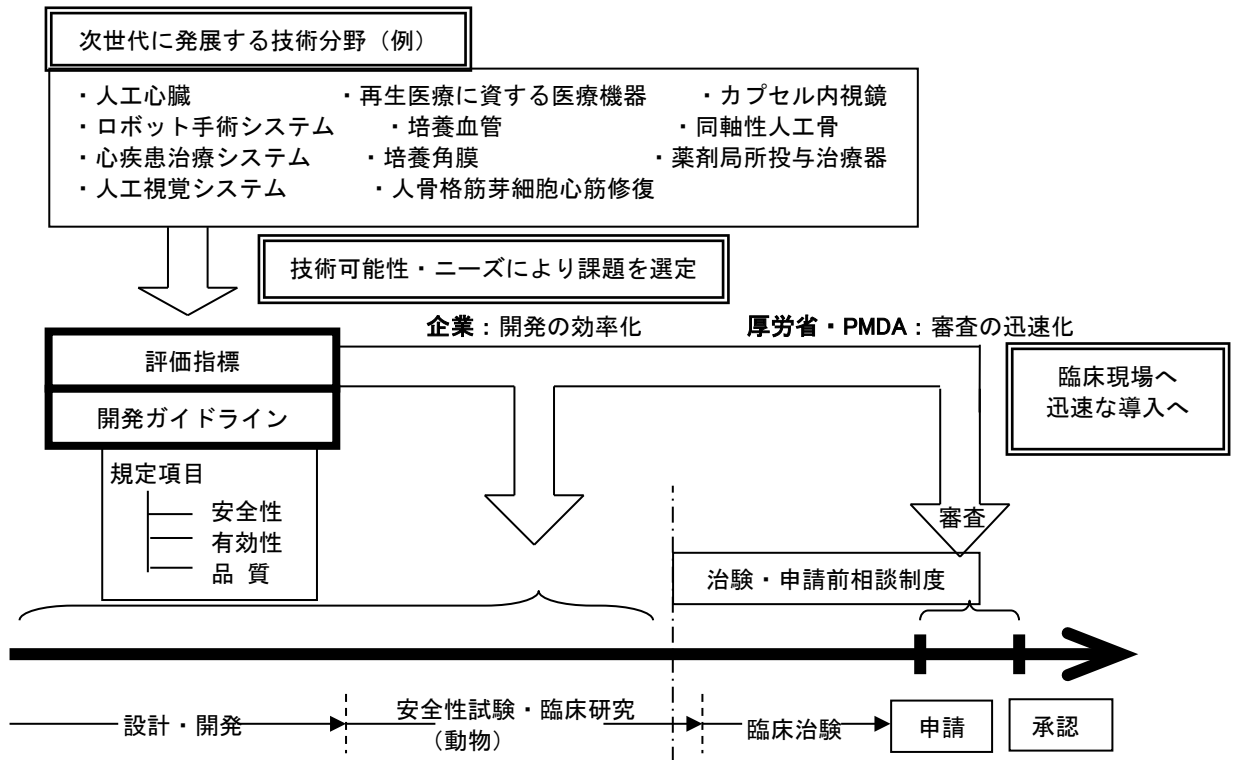 次世代に発展する技術分野（例）
・人工心臓 ・再生医療に資する医療機器 ・カプセル内視鏡
・ロボット手術システム ・培養血管 ・同軸性人工骨
・心疾患治療システム ・培養角膜 ・薬剤局所投与治療器
・人工視覚システム ・人骨格筋芽細胞心筋修復
技術可能性・ニーズにより課題を選定
企業：開発の効率化 厚労省・PMDA：審査の迅速化
評価指標
開発ガイドライン
臨床現場へ
迅速な導入へ
規定項目
安全性
有効性
品 質
審査
治験・申請前相談制度
設計・開発
安全性試験・臨床研究
（動物）
臨床治験
申請
承認